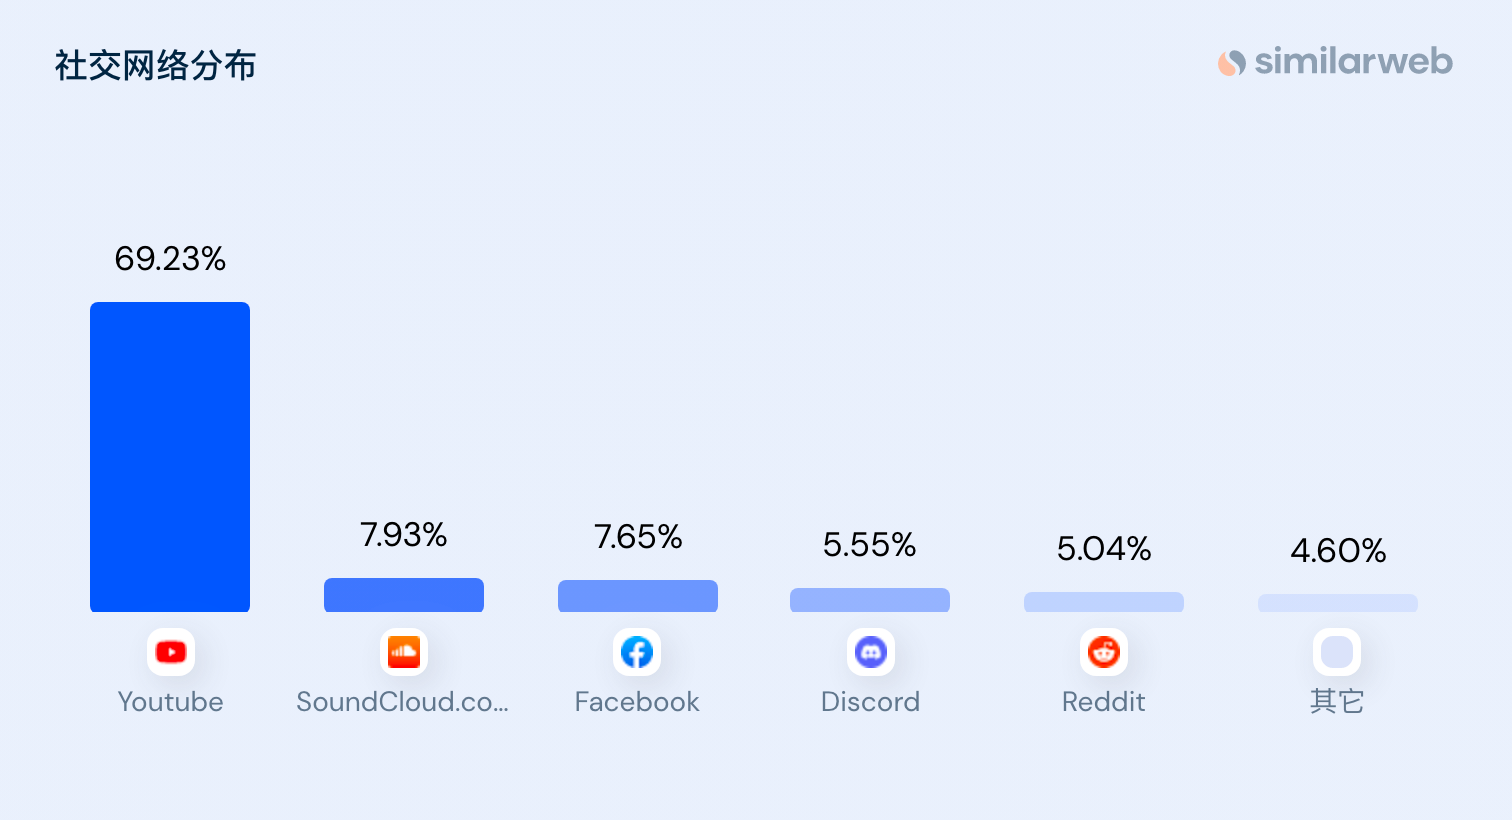 社交网络分布
similarweb
69.23%
7.93%
7.65%
5.55%
5.04%
4.60%
Youtube
SoundCloud.co...
Facebook
Discord
Reddit
其它